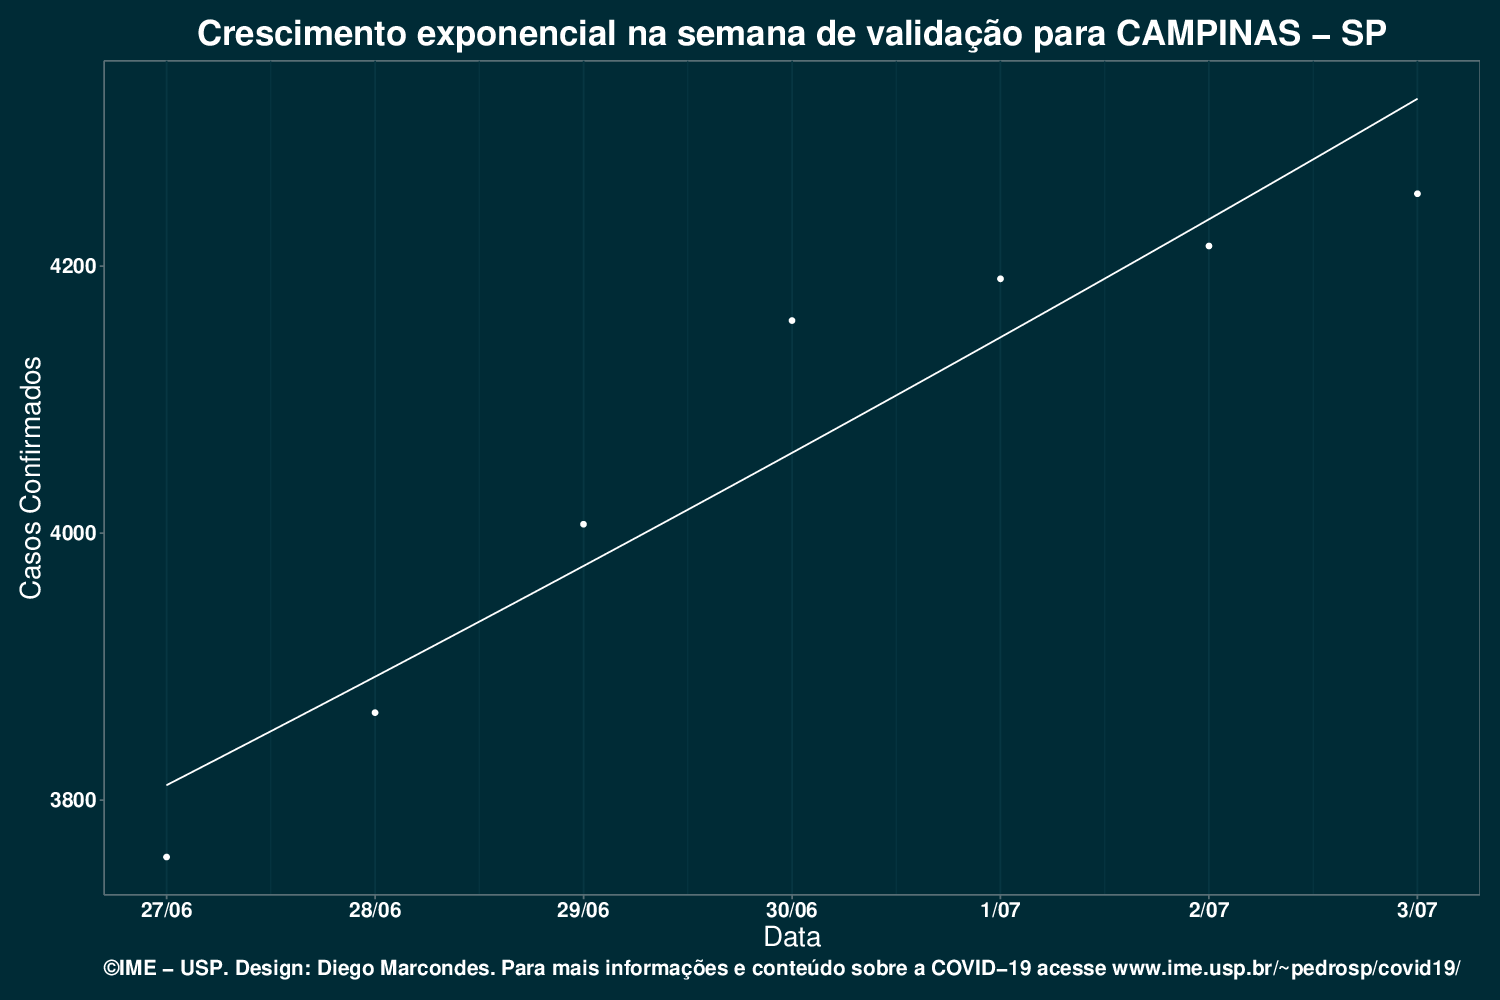 Crescimento exponencial na semana de validação para CAMPINAS – SP
Casos Confirmados
4200
4000
3800
27/06 28/06 29/06 30/06 1/07 2/07 3/07
Data
©IME – USP. Design: Diego Marcondes. Para mais informações e conteúdo sobre a COVID–19 acesse www.ime.usp.br/~pedrosp/covid19/